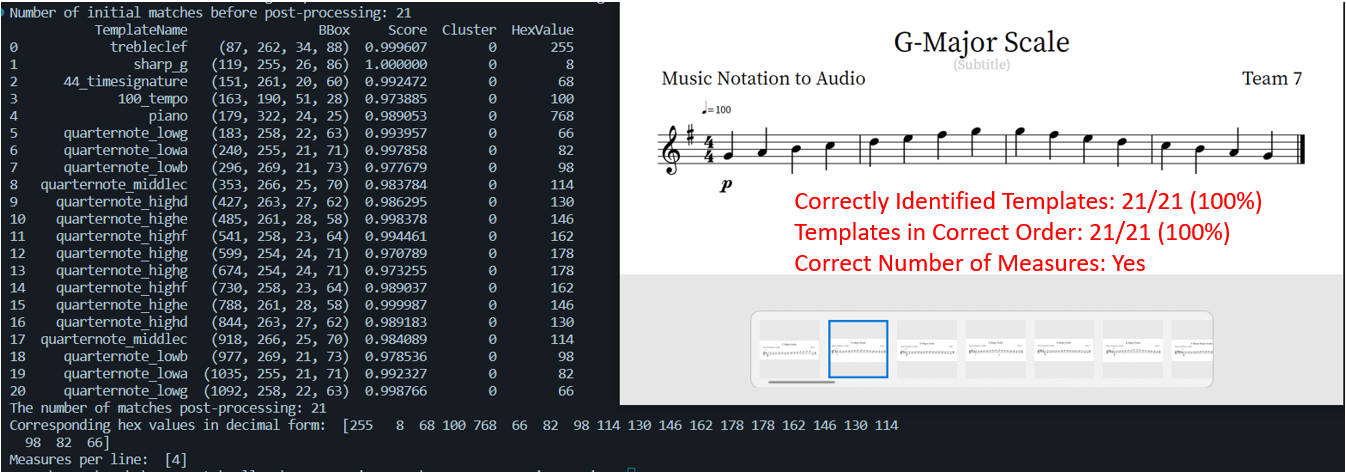 Number of initial matches before post-processing: 21
TemplateName BBox Score Cluster HexValue
0 trebleclef (87, 262, 34, 88) 0.999607 0 255
1 sharp_g (119, 255, 26, 86) 1.000000 0 8
2 44_timesignature (151, 261, 20, 60) 0.992472 0 68
3 100_tempo (163, 190, 51, 28) 0.973885 0 100
4 piano (179, 322, 24, 25) 0.989053 0 768
5 quarternote_lowg (183, 258, 22, 63) 0.993957 0 66
6 quarternote_lowa (240, 255, 21, 71) 0.997858 0 82
7 quarternote_lowb (296, 269, 21, 73) 0.977679 0 98
8 quarternote_middlec (353, 266, 25, 70) 0.983784 0 114
9 quarternote_highd (427, 263, 27, 62) 0.986295 0 130
10 quarternote_highe (485, 261, 28, 58) 0.998378 0 146
11 quarternote_highf (541, 258, 23, 64) 0.994461 0 162
12 quarternote_highg (599, 254, 24, 71) 0.970789 0 178
13 quarternote_highg (674, 254, 24, 71) 0.973255 0 178
14 quarternote_highf (730, 258, 23, 64) 0.989037 0 162
15 quarternote_highe (788, 261, 28, 58) 0.999987 0 146
16 quarternote_highd (844, 263, 27, 62) 0.989183 0 130
17 quarternote_middlec (918, 266, 25, 70) 0.984089 0 114
18 quarternote_lowb (977, 269, 21, 73) 0.978536 0 98
19 quarternote_lowa (1035, 255, 21, 71) 0.992327 0 82
20 quarternote_lowg (1092, 258, 22, 63) 0.998766 0 66
The number of matches post-processing: 21
Corresponding hex values in decimal form: [255 8 68 100 768 66 82 98 114 130 146 162 178 178 162 146 130 114
98 82 66]
Measures per line: [4]
G-Major Scale
(Subtitle)
Music Notation to Audio
Team 7
= 100
4
4
p
Correctly Identified Templates: 21/21 (100%)
Templates in Correct Order: 21/21 (100%)
Correct Number of Measures: Yes